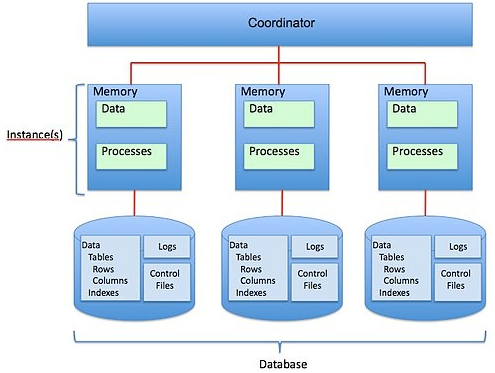 Coordinator
Memory
Data
Processes
Memory
Data
Processes
Memory
Data
Processes
Instance(s)
Data
Tables
Rows
Columns
Indexes
Logs
Control
Files
Data
Tables
Rows
Columns
Indexes
Logs
Control
Files
Data
Tables
Rows
Columns
Indexes
Logs
Control
Files
Database